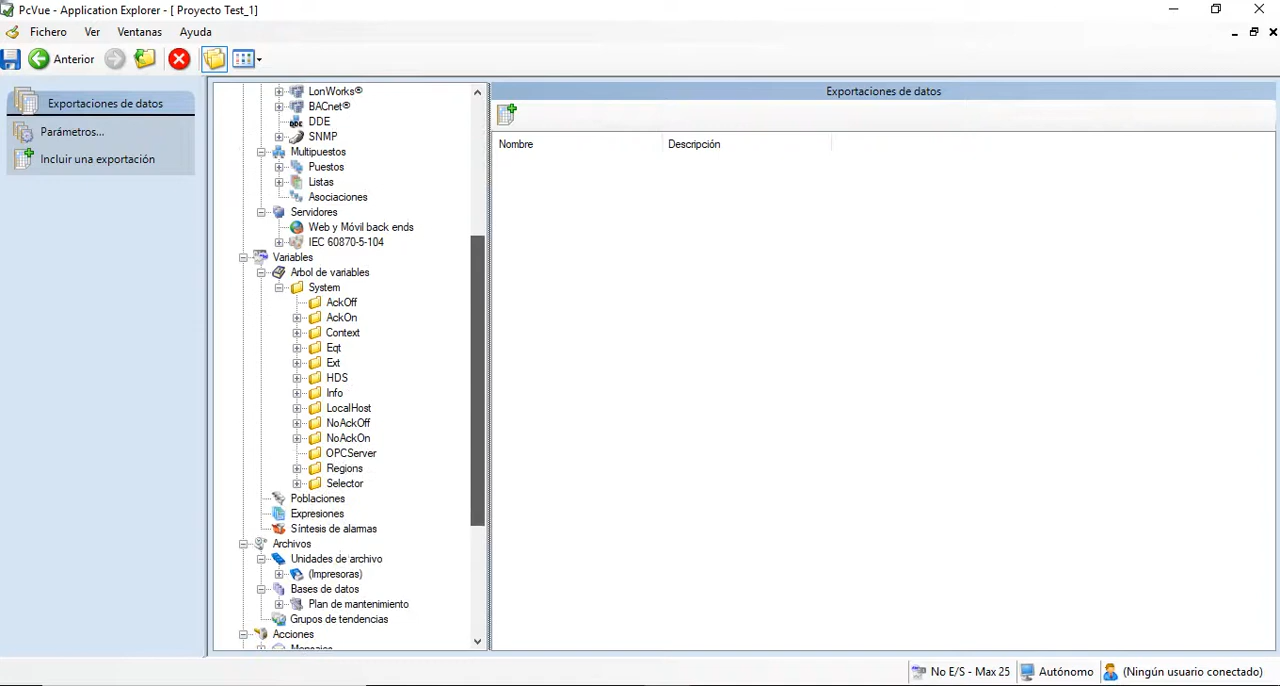 PcVue - Application Explorer - [ Proyecto Test_1]
Fichero Ver Ventanas Ayuda
Anterior
Exportaciones de datos
Parámetros...
Incluir una exportación
LonWorks®
BACnet®
DDE
SNMP
Multipuestos
Puestos
Listas
Asociaciones
Servidores
Web y Móvil back ends
IEC 60870-5-104
Variables
Arbol de variables
System
AckOff
AckOn
Context
Eqt
Ext
HDS
Info
LocalHost
NoAckOff
NoAckOn
OPCServer
Regions
Selector
Poblaciones
Expresiones
Síntesis de alarmas
Archivos
Unidades de archivo
(Impresoras)
Bases de datos
Plan de mantenimiento
Grupos de tendencias
Acciones
Mensajes
Exportaciones de datos
Nombre Descripción
No E/S - Max 25 Autónomo (Ningún usuario conectado)